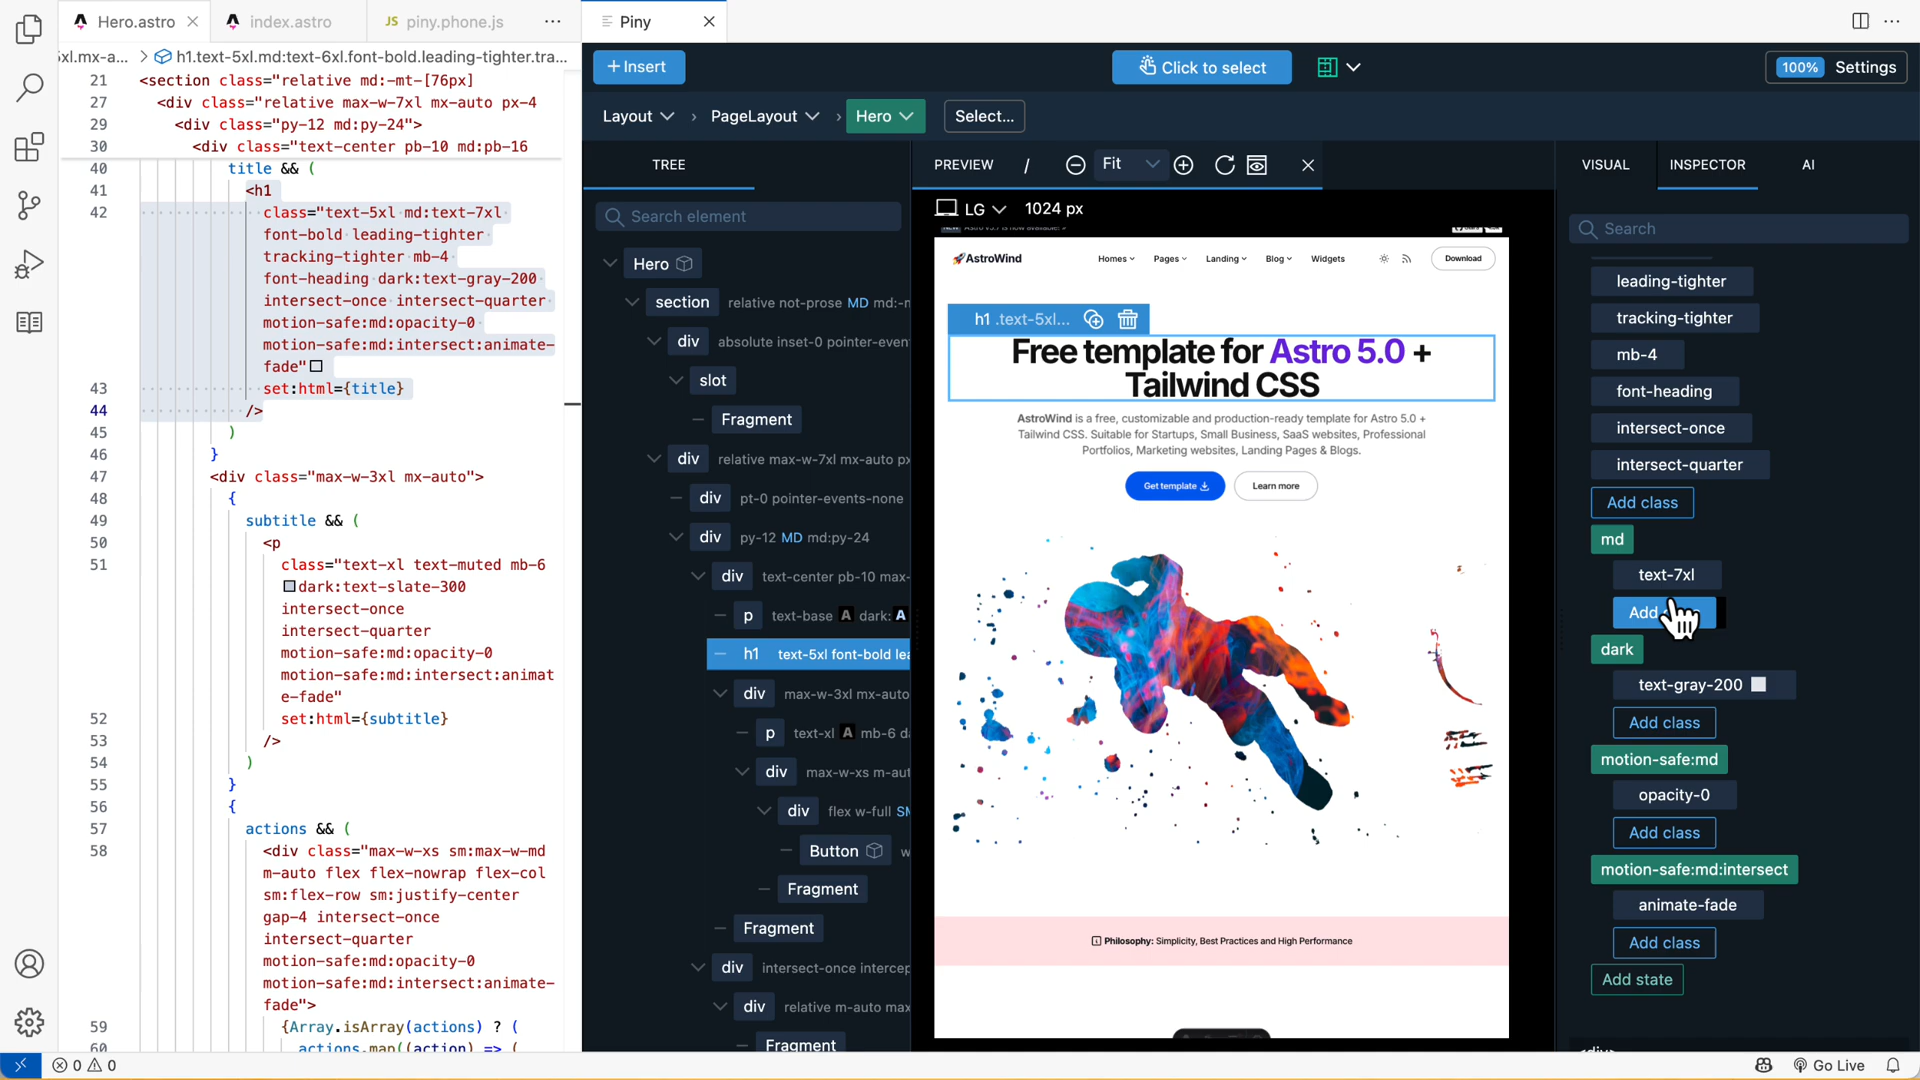 Hero.astro
index.astro
JS piny.phone.js
Piny
5xl.mx-a... > h1.text-5xl.md:text-6xl.font-bold.leading-tighter.tra...
21 <section class="relative md:-mt-[76px]
27 <div class="relative max-w-7xl mx-auto px-4
29 <div class="py-12 md:py-24">
30 <div class="text-center pb-10 md:pb-16
40 title && (
41 <h1
42 class="text-5xl md:text-7xl
font-bold leading-tighter
tracking-tighter mb-4
font-heading dark:text-gray-200
intersect-once intersect-quarter
motion-safe:md:opacity-0
motion-safe:md:intersect:animate-
fade"
43 set:html={title}
44 />
45 )
46 }
47 <div class="max-w-3xl mx-auto">
48 {
49 subtitle && (
50 <p
51 class="text-xl text-muted mb-6
dark:text-slate-300
intersect-once
intersect-quarter
motion-safe:md:opacity-0
motion-safe:md:intersect:animat
e-fade"
52 set:html={subtitle}
53 />
54 )
55 }
56 {
57 actions && (
58 <div class="max-w-xs sm:max-w-md
m-auto flex flex-nowrap flex-col
sm:flex-row sm:justify-center
gap-4 intersect-once
intersect-quarter
motion-safe:md:opacity-0
motion-safe:md:intersect:animate-
fade">
59 {Array.isArray(actions) ? (
60 actions.map((action) => (
+ Insert
Click to select
100% Settings
Layout > PageLayout > Hero Select...
TREE
Search element
Hero
section relative not-prose MD md:-n
div absolute inset-0 pointer-even
slot
Fragment
div relative max-w-7xl mx-auto px
div pt-0 pointer-events-none
div py-12 MD md:py-24
div text-center pb-10 max-
p text-base A dark: A
h1 text-5xl font-bold lea
div max-w-3xl mx-auto
p text-xl A mb-6 da
div max-w-xs m-aut
div flex w-full SM
Button w
Fragment
Fragment
div intersect-once intercep
div relative m-auto max
Fragment
PREVIEW / Fit
LG 1024 px
AstroWind
Homes Pages Landing Blog Widgets Download
h1 .text-5xl...
Free template for Astro 5.0 +
Tailwind CSS
AstroWind is a free, customizable and production-ready template for Astro 5.0 +
Tailwind CSS. Suitable for Startups, Small Business, SaaS websites, Professional
Portfolios, Marketing websites, Landing Pages & Blogs.
Get template Learn more
Philosophy: Simplicity, Best Practices and High Performance
VISUAL INSPECTOR AI
Search
leading-tighter
tracking-tighter
mb-4
font-heading
intersect-once
intersect-quarter
Add class
md
text-7xl
Add
dark
text-gray-200
Add class
motion-safe:md
opacity-0
Add class
motion-safe:md:intersect
animate-fade
Add class
Add state
0 0
Go Live